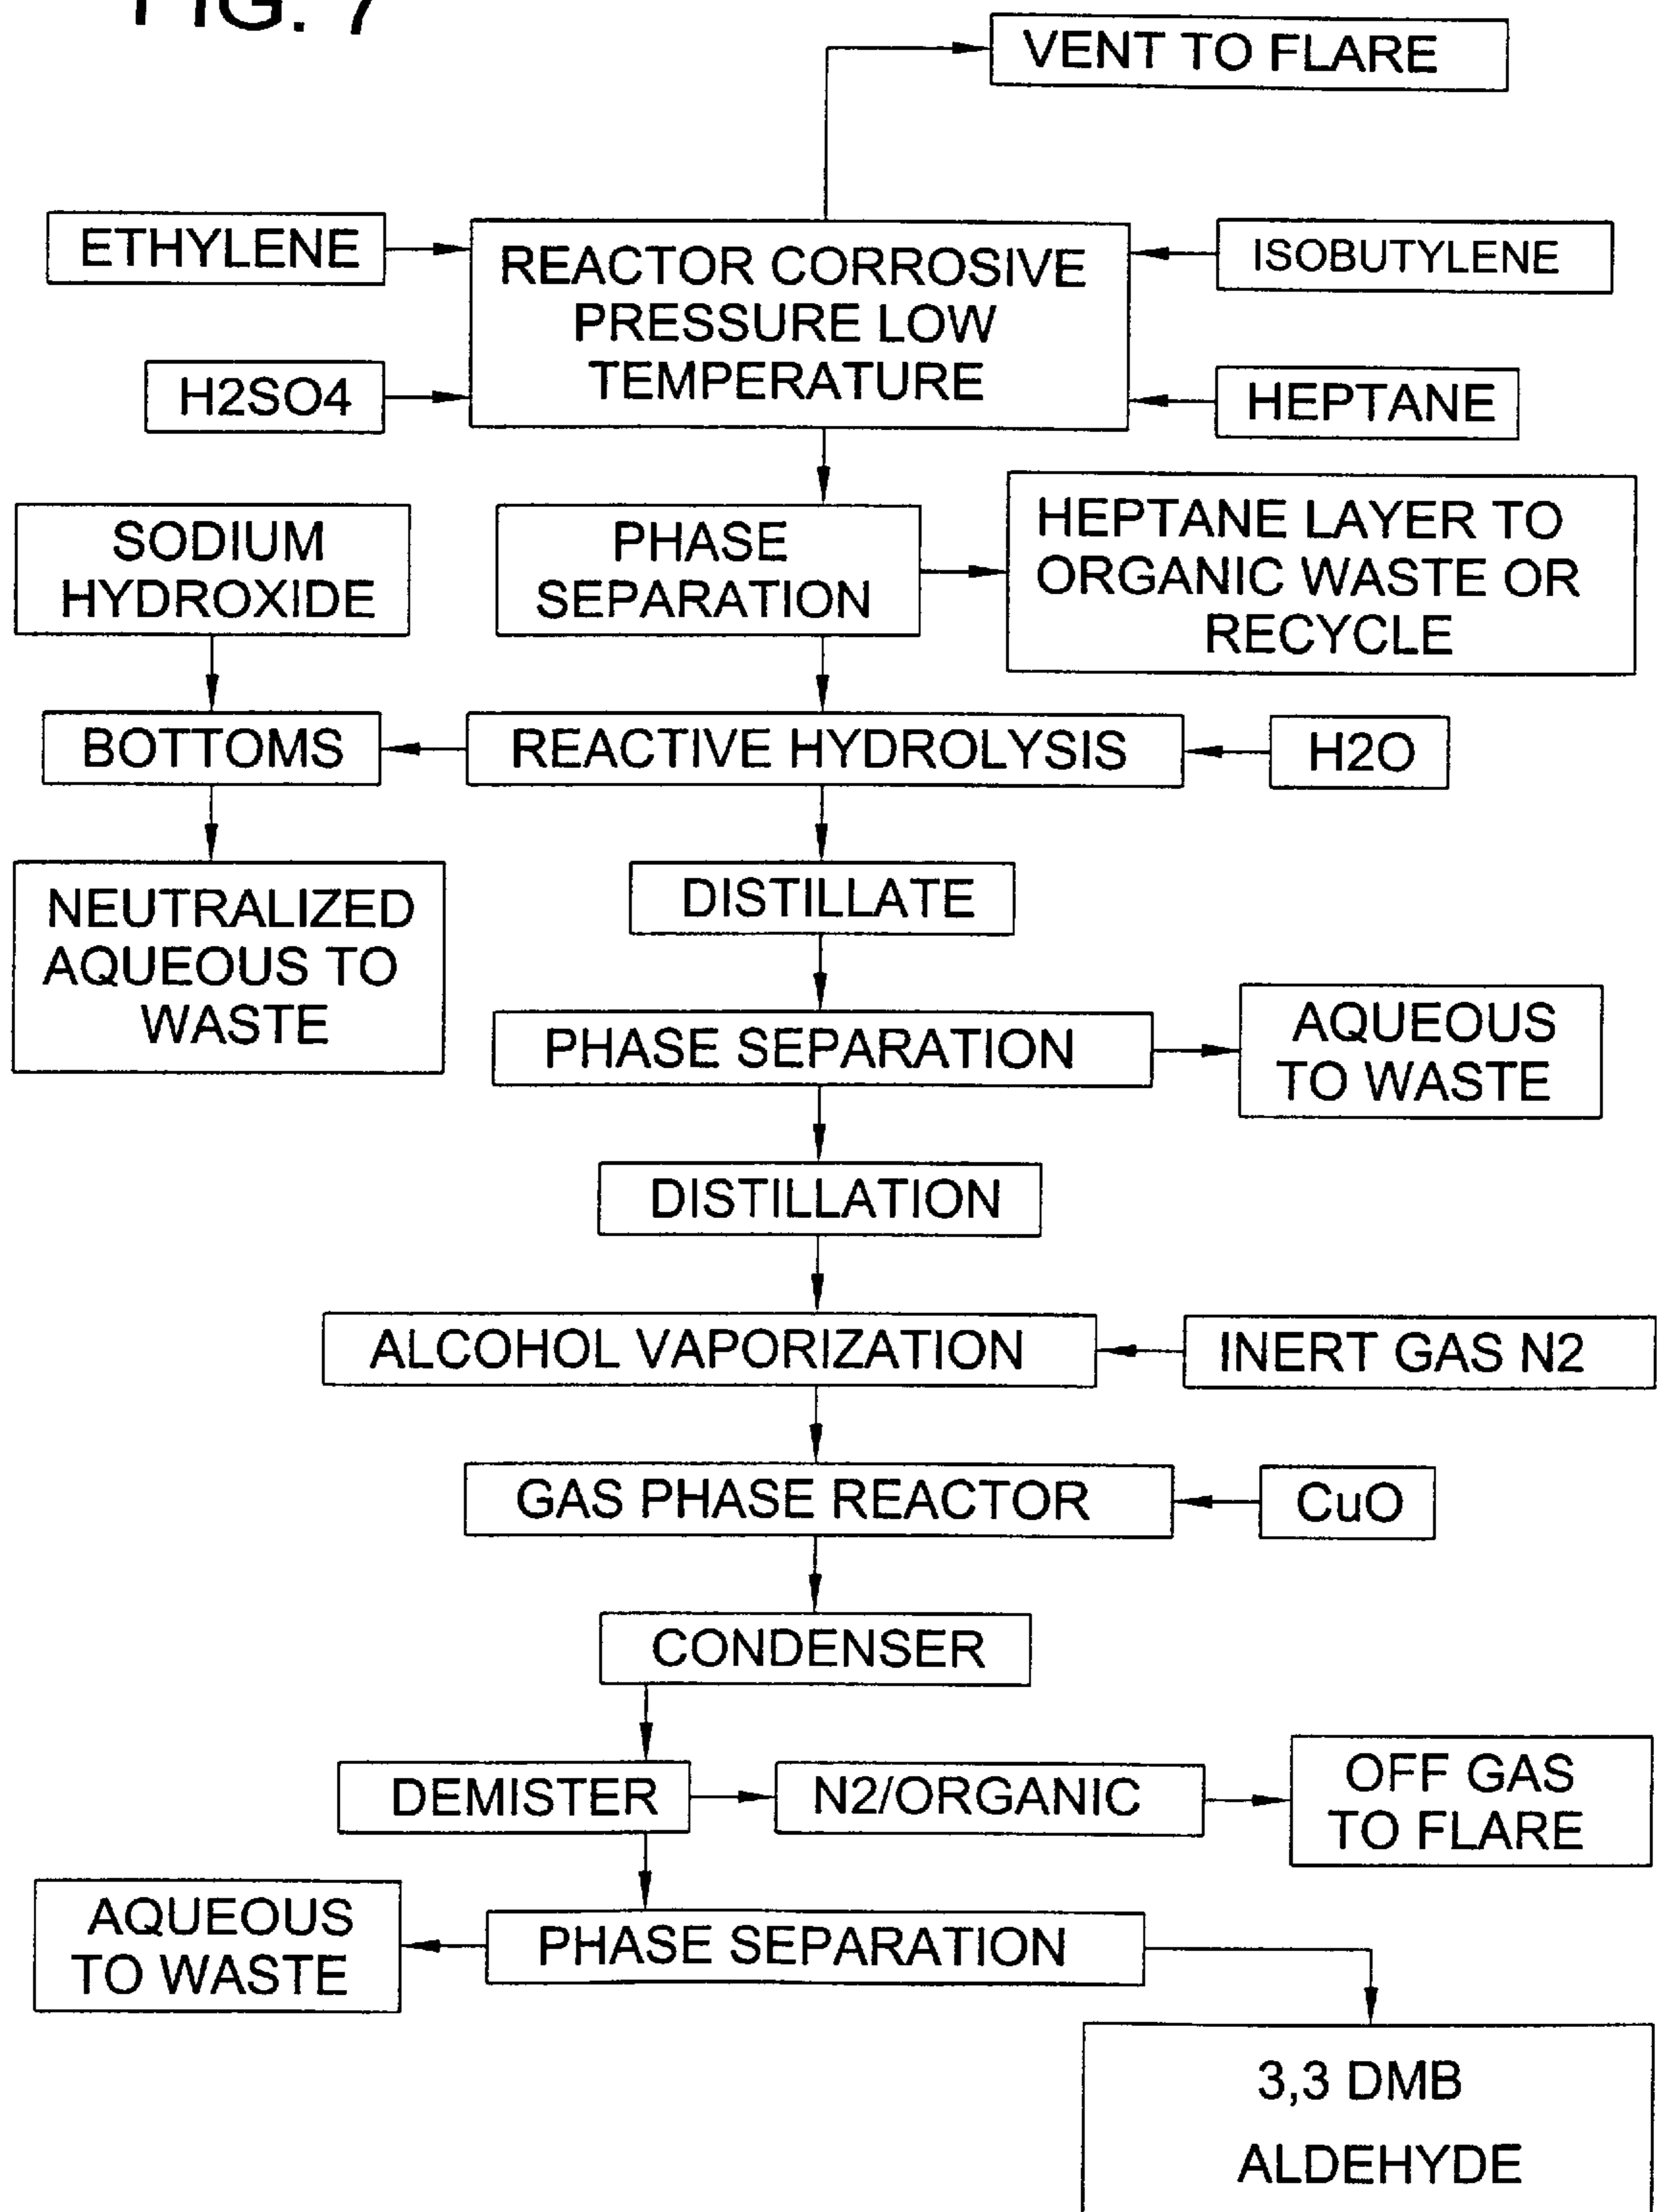 FIG. 7
VENT TO FLARE
ETHYLENE
REACTOR CORROSIVE
PRESSURE LOW
TEMPERATURE
ISOBUTYLENE
H2SO4
HEPTANE
SODIUM
HYDROXIDE
PHASE
SEPARATION
HEPTANE LAYER TO
ORGANIC WASTE OR
RECYCLE
BOTTOMS
REACTIVE HYDROLYSIS
H2O
NEUTRALIZED
AQUEOUS TO
WASTE
DISTILLATE
PHASE SEPARATION
AQUEOUS
TO WASTE
DISTILLATION
ALCOHOL VAPORIZATION
INERT GAS N2
GAS PHASE REACTOR
CuO
CONDENSER
DEMISTER
N2/ORGANIC
OFF GAS
TO FLARE
AQUEOUS
TO WASTE
PHASE SEPARATION
3,3 DMB
ALDEHYDE